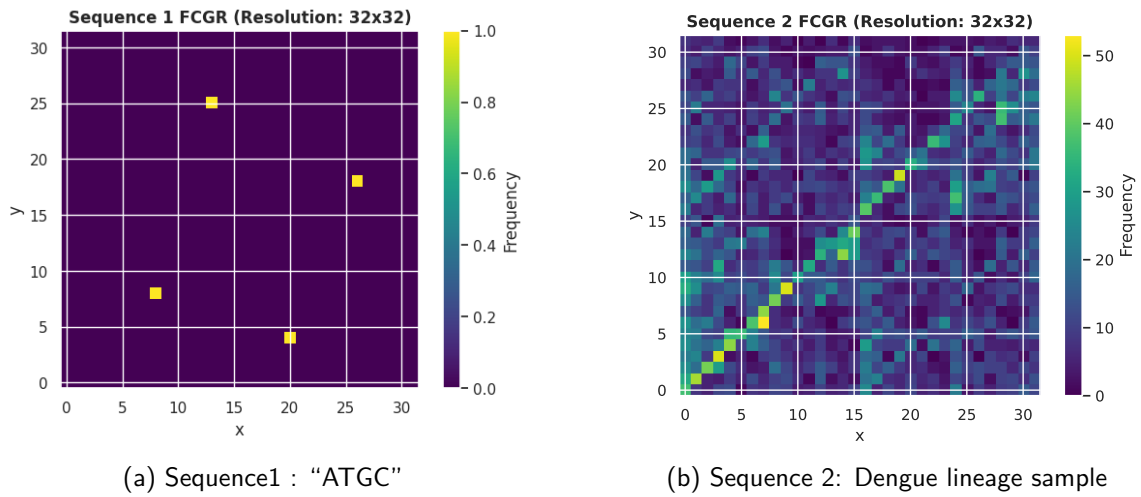 Sequence 1 FCGR (Resolution: 32x32)
30
25
20
15
10
5
0
y
0 5 10 15 20 25 30
x
1.0
0.8
0.6
0.4
0.2
0.0
Frequency
(a) Sequence1 : “ATGC”
Sequence 2 FCGR (Resolution: 32x32)
30
25
20
15
10
5
0
y
0 5 10 15 20 25 30
x
50
40
30
20
10
0
Frequency
(b) Sequence 2: Dengue lineage sample